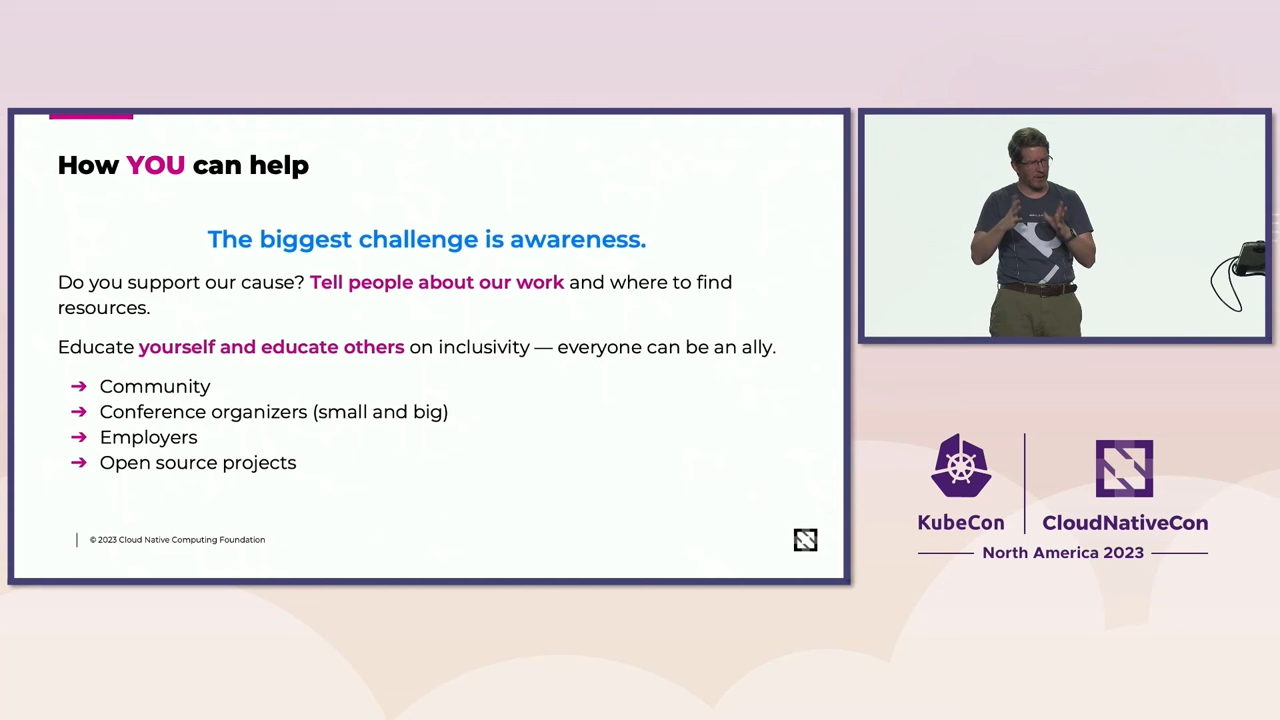 How YOU can help
The biggest challenge is awareness.
Do you support our cause? Tell people about our work and where to find
resources.
Educate yourself and educate others on inclusivity — everyone can be an ally.
➔ Community
➔ Conference organizers (small and big)
➔ Employers
➔ Open source projects
© 2023 Cloud Native Computing Foundation
KubeCon
CloudNativeCon
North America 2023